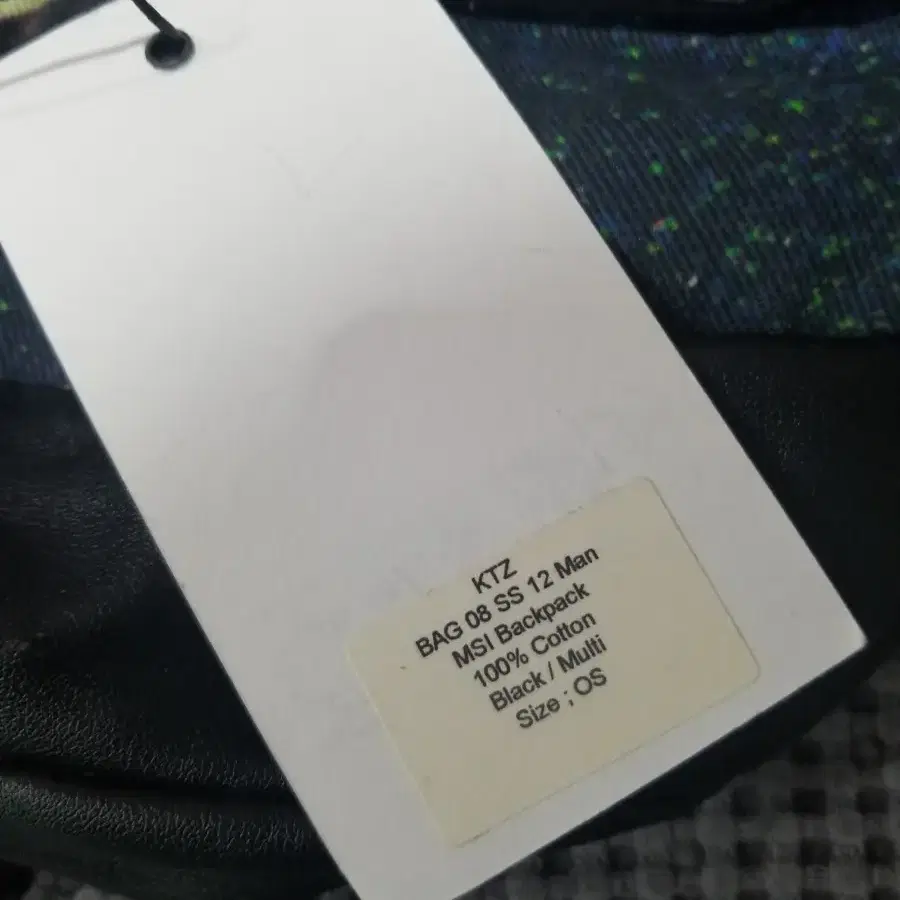 KTZ
BAG 08 SS 12 Man
MSI Backpack
100% Cotton
Black / Multi
Size ; OS